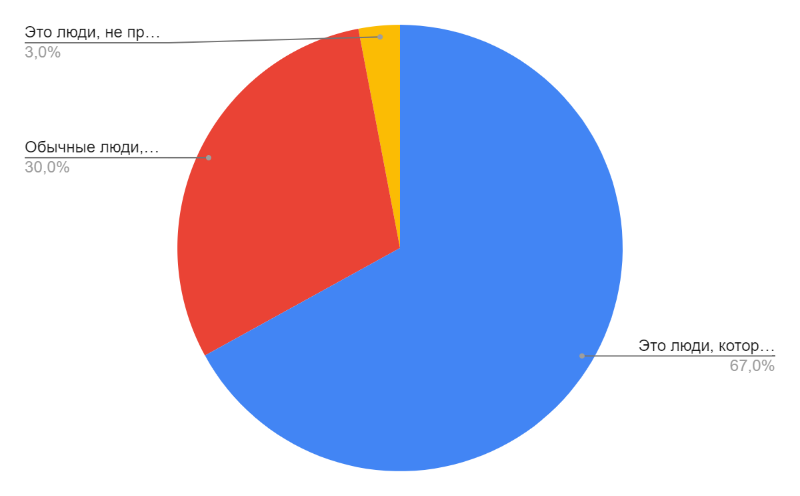 Это люди, не пр…
3,0%
Обычные люди,…
30,0%
Это люди, котор…
67,0%